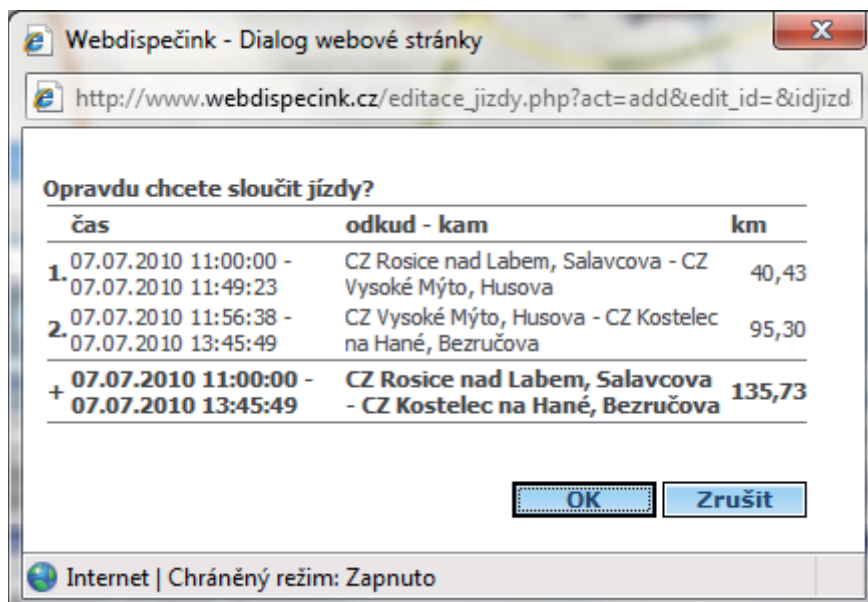 Webdispečink - Dialog webové stránky
http://www.webdispecink.cz/editace_jizdy.php?act=add&edit_id=&idjizd
Opravdu chcete sloučit jízdy?
čas odkud - kam km
1. 07.07.2010 11:00:00 - CZ Rosice nad Labem, Salavcova - CZ 40,43
07.07.2010 11:49:23 Vysoké Mýto, Husova
2. 07.07.2010 11:56:38 - CZ Vysoké Mýto, Husova - CZ Kostelec 95,30
07.07.2010 13:45:49 na Hané, Bezručova
+ 07.07.2010 11:00:00 - CZ Rosice nad Labem, Salavcova 135,73
07.07.2010 13:45:49 - CZ Kostelec na Hané, Bezručova
OK Zrušit
Internet | Chráněný režim: Zapnuto